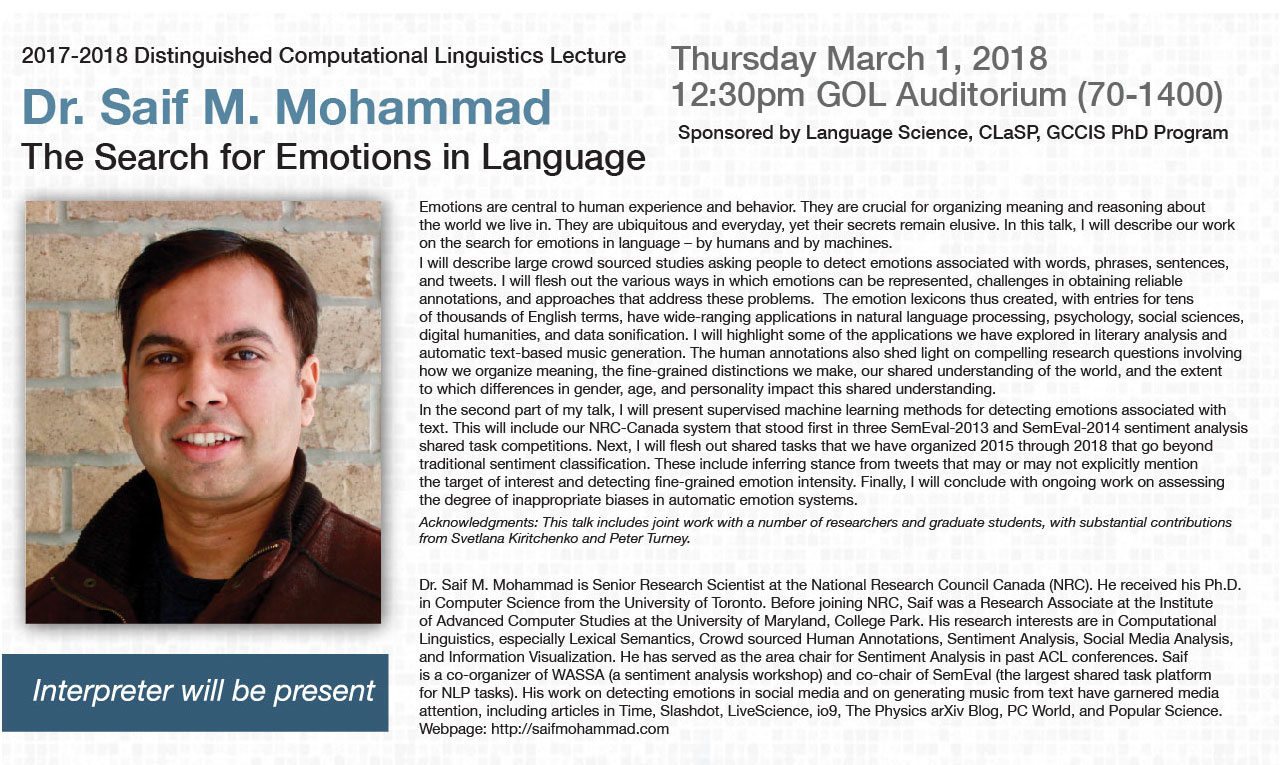 2017-2018 Distinguished Computational Linguistics Lecture
Dr. Saif M. Mohammad
The Search for Emotions in Language
Thursday March 1, 2018
12:30pm GOL Auditorium (70-1400)
Sponsored by Language Science, CLaSP, GCCIS PhD Program
Emotions are central to human experience and behavior. They are crucial for organizing meaning and reasoning about
the world we live in. They are ubiquitous and everyday, yet their secrets remain elusive. In this talk, I will describe our work
on the search for emotions in language – by humans and by machines.
I will describe large crowd sourced studies asking people to detect emotions associated with words, phrases, sentences,
and tweets. I will flesh out the various ways in which emotions can be represented, challenges in obtaining reliable
annotations, and approaches that address these problems.  The emotion lexicons thus created, with entries for tens
of thousands of English terms, have wide-ranging applications in natural language processing, psychology, social sciences,
digital humanities, and data sonification. I will highlight some of the applications we have explored in literary analysis and
automatic text-based music generation. The human annotations also shed light on compelling research questions involving
how we organize meaning, the fine-grained distinctions we make, our shared understanding of the world, and the extent
to which differences in gender, age, and personality impact this shared understanding.
In the second part of my talk, I will present supervised machine learning methods for detecting emotions associated with
text. This will include our NRC-Canada system that stood first in three SemEval-2013 and SemEval-2014 sentiment analysis
shared task competitions. Next, I will flesh out shared tasks that we have organized 2015 through 2018 that go beyond
traditional sentiment classification. These include inferring stance from tweets that may or may not explicitly mention
the target of interest and detecting fine-grained emotion intensity. Finally, I will conclude with ongoing work on assessing
the degree of inappropriate biases in automatic emotion systems.
Acknowledgments: This talk includes joint work with a number of researchers and graduate students, with substantial contributions
from Svetlana Kiritchenko and Peter Turney.
Dr. Saif M. Mohammad is Senior Research Scientist at the National Research Council Canada (NRC). He received his Ph.D.
in Computer Science from the University of Toronto. Before joining NRC, Saif was a Research Associate at the Institute
of Advanced Computer Studies at the University of Maryland, College Park. His research interests are in Computational
Linguistics, especially Lexical Semantics, Crowd sourced Human Annotations, Sentiment Analysis, Social Media Analysis,
and Information Visualization. He has served as the area chair for Sentiment Analysis in past ACL conferences. Saif
is a co-organizer of WASSA (a sentiment analysis workshop) and co-chair of SemEval (the largest shared task platform
for NLP tasks). His work on detecting emotions in social media and on generating music from text have garnered media
attention, including articles in Time, Slashdot, LiveScience, io9, The Physics arXiv Blog, PC World, and Popular Science.
Webpage: http://saifmohammad.com
Interpreter will be present